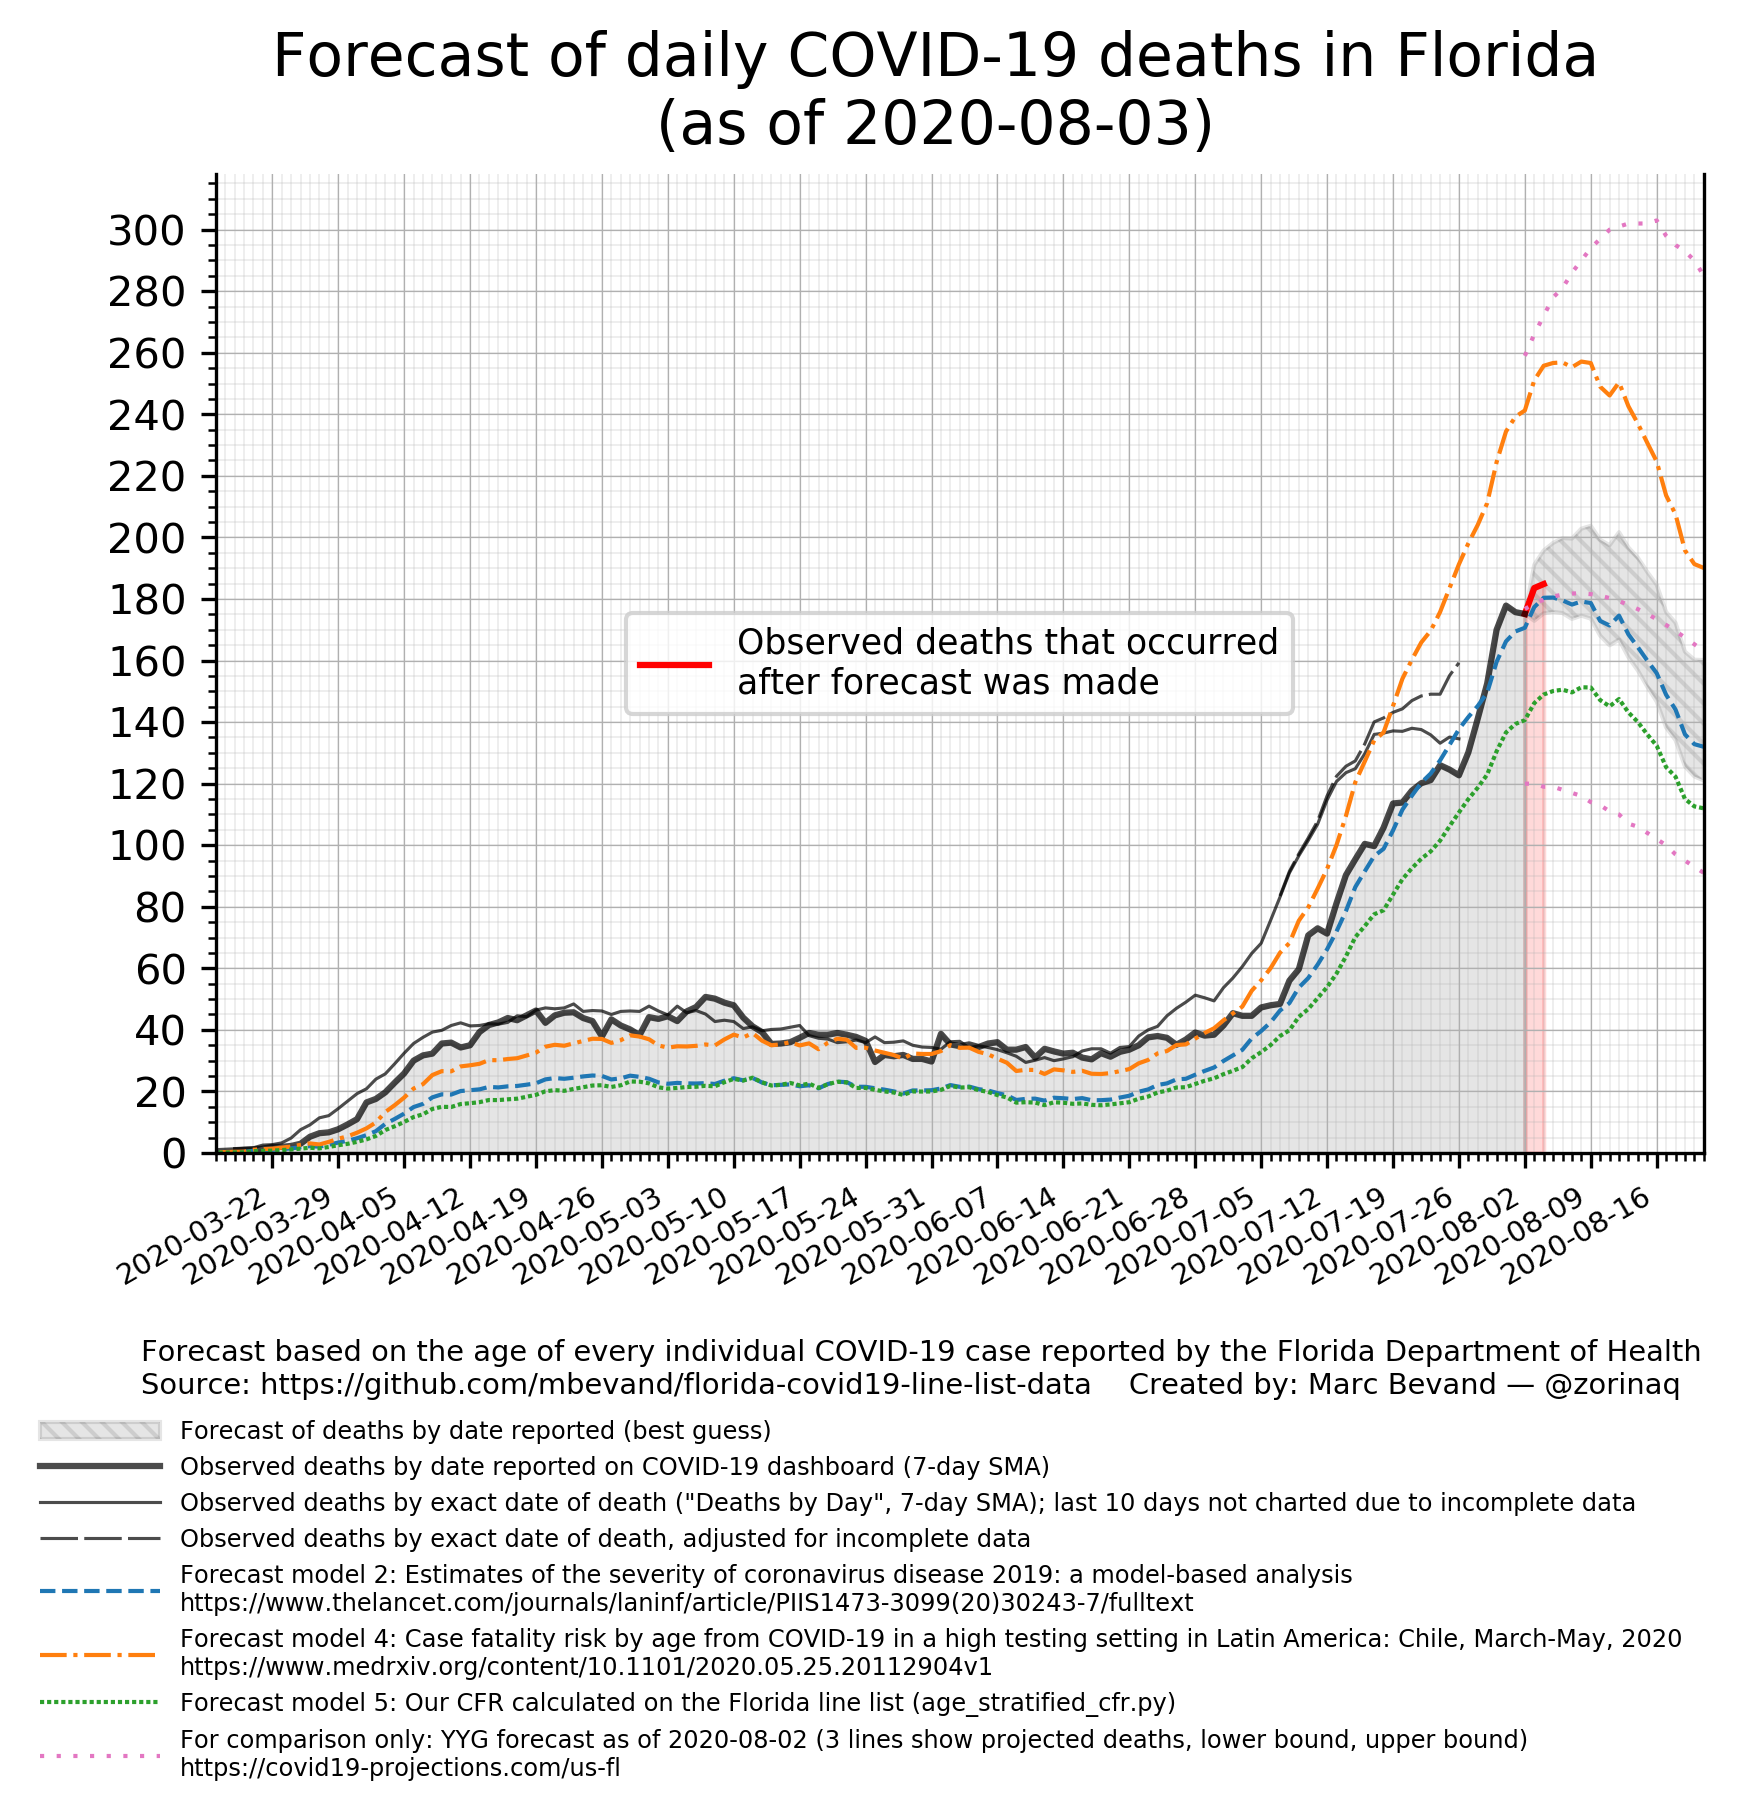 Forecast of daily COVID-19 deaths in Florida
(as of 2020-08-03)
300
280
260
240
220
200
180
160
140
120
100
80
60
40
20
0
Observed deaths that occurred
after forecast was made
2020-03-22
2020-03-29
2020-04-05
2020-04-12
2020-04-19
2020-04-26
2020-05-03
2020-05-10
2020-05-17
2020-05-24
2020-05-31
2020-06-07
2020-06-14
2020-06-21
2020-06-28
2020-07-05
2020-07-12
2020-07-19
2020-07-26
2020-08-02
2020-08-09
2020-08-16
Forecast based on the age of every individual COVID-19 case reported by the Florida Department of Health
Source: https://github.com/mbevand/florida-covid19-line-list-data    Created by: Marc Bevand — @zorinaq
Forecast of deaths by date reported (best guess)
Observed deaths by date reported on COVID-19 dashboard (7-day SMA)
Observed deaths by exact date of death ("Deaths by Day", 7-day SMA); last 10 days not charted due to incomplete data
Observed deaths by exact date of death, adjusted for incomplete data
Forecast model 2: Estimates of the severity of coronavirus disease 2019: a model-based analysis
https://www.thelancet.com/journals/laninf/article/PIIS1473-3099(20)30243-7/fulltext
Forecast model 4: Case fatality risk by age from COVID-19 in a high testing setting in Latin America: Chile, March-May, 2020
https://www.medrxiv.org/content/10.1101/2020.05.25.20112904v1
Forecast model 5: Our CFR calculated on the Florida line list (age_stratified_cfr.py)
For comparison only: YYG forecast as of 2020-08-02 (3 lines show projected deaths, lower bound, upper bound)
https://covid19-projections.com/us-fl